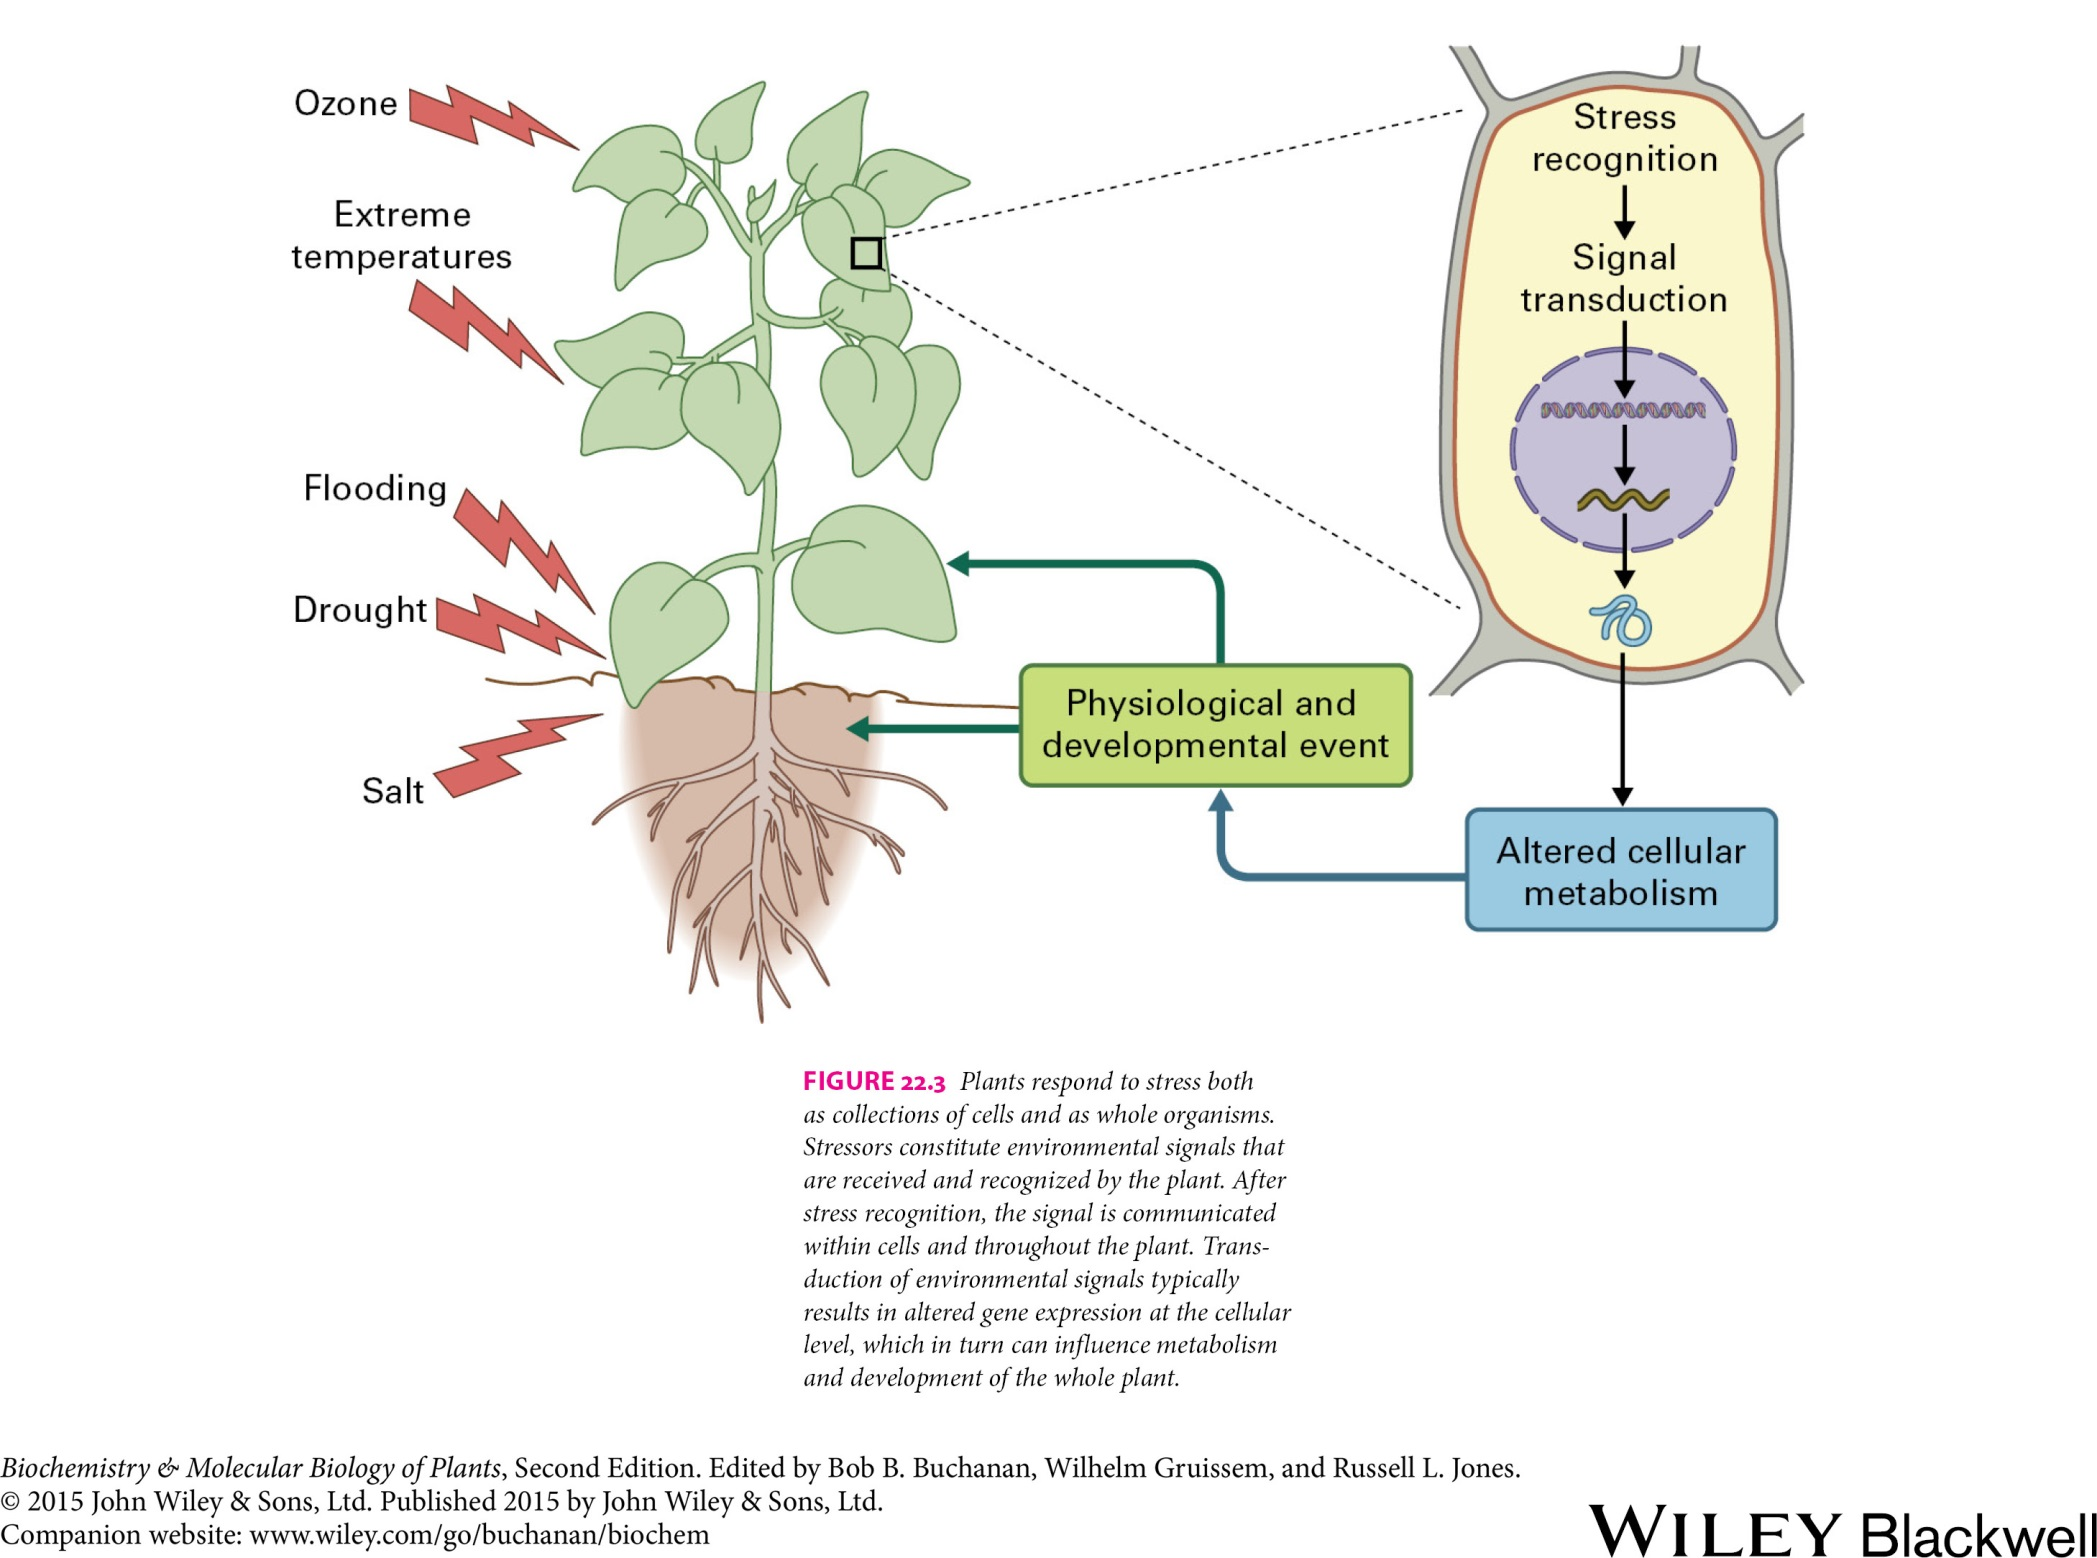 Ozone
Extreme
temperatures
Flooding
Drought
Salt
Stress
recognition
Signal
transduction
Physiological and
developmental event
Altered cellular
metabolism
FIGURE 22.3 Plants respond to stress both
as collections of cells and as whole organisms.
Stressors constitute environmental signals that
are received and recognized by the plant. After
stress recognition, the signal is communicated
within cells and throughout the plant. Trans-
duction of environmental signals typically
results in altered gene expression at the cellular
level, which in turn can influence metabolism
and development of the whole plant.
Biochemistry & Molecular Biology of Plants, Second Edition. Edited by Bob B. Buchanan, Wilhelm Gruissem, and Russell L. Jones.
© 2015 John Wiley & Sons, Ltd. Published 2015 by John Wiley & Sons, Ltd.
Companion website: www.wiley.com/go/buchanan/biochem
WILEY Blackwell